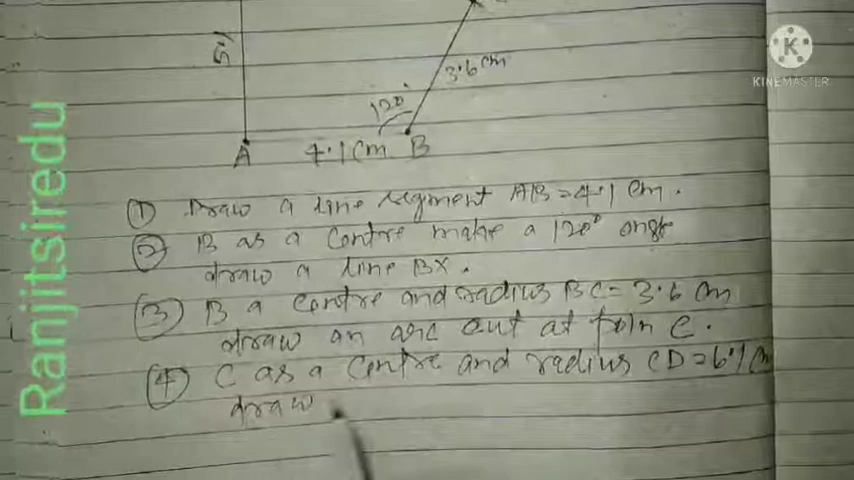 5.1
3.6 cm
120°
A
4.1 cm B
① Draw a line segment AB = 4.1 cm.
② B as a centre make a 120° angle
draw a line BX.
③ B a centre and radius BC = 3.6 cm
draw an arc cut at poin C.
④ C as a centre and radius CD = 6.1 cm
draw
Ranjitsiredu
K
KINEMASTER